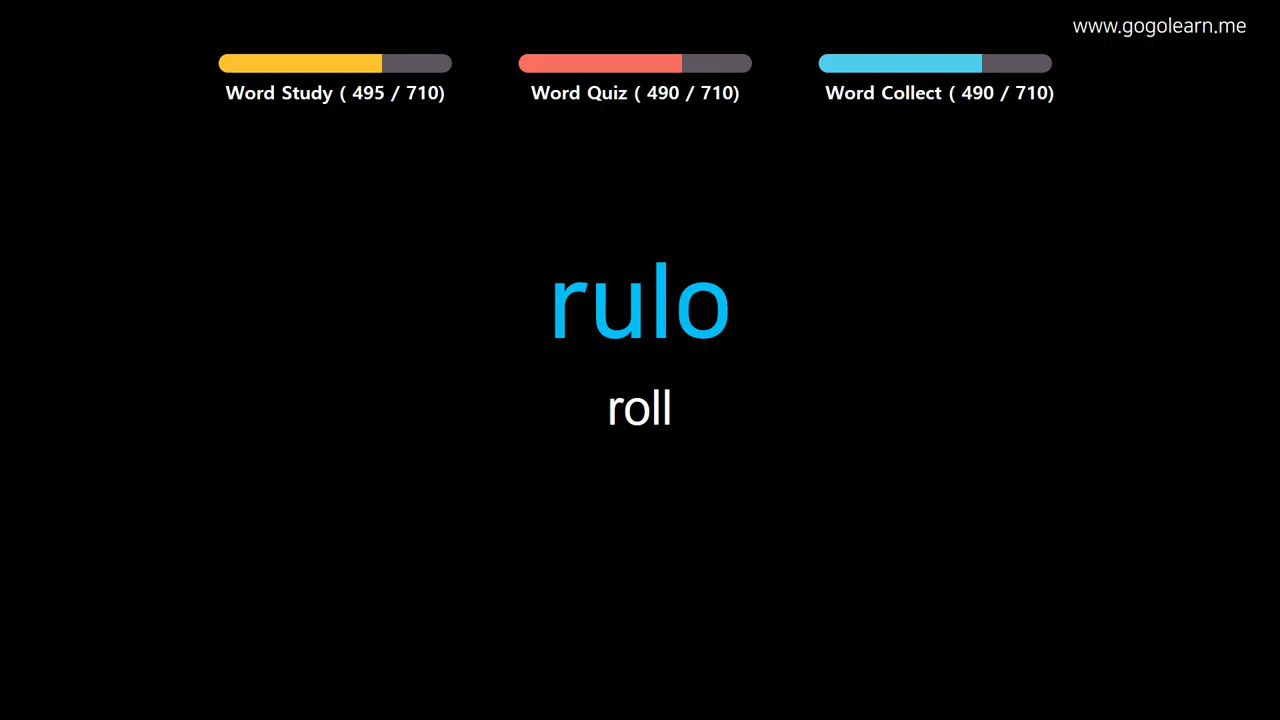 www.gogolearn.me
Word Study ( 495 / 710)
Word Quiz ( 490 / 710)
Word Collect ( 490 / 710)
rulo
roll